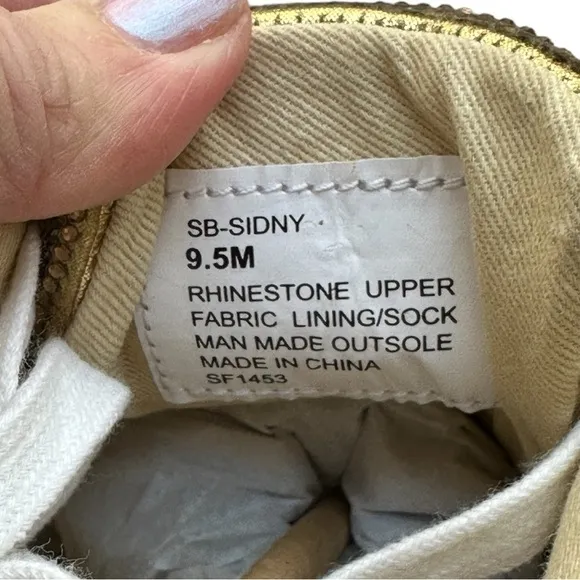 SB-SIDNY
9.5M
RHINESTONE UPPER
FABRIC LINING/SOCK
MAN MADE OUTSOLE
MADE IN CHINA
SF1453